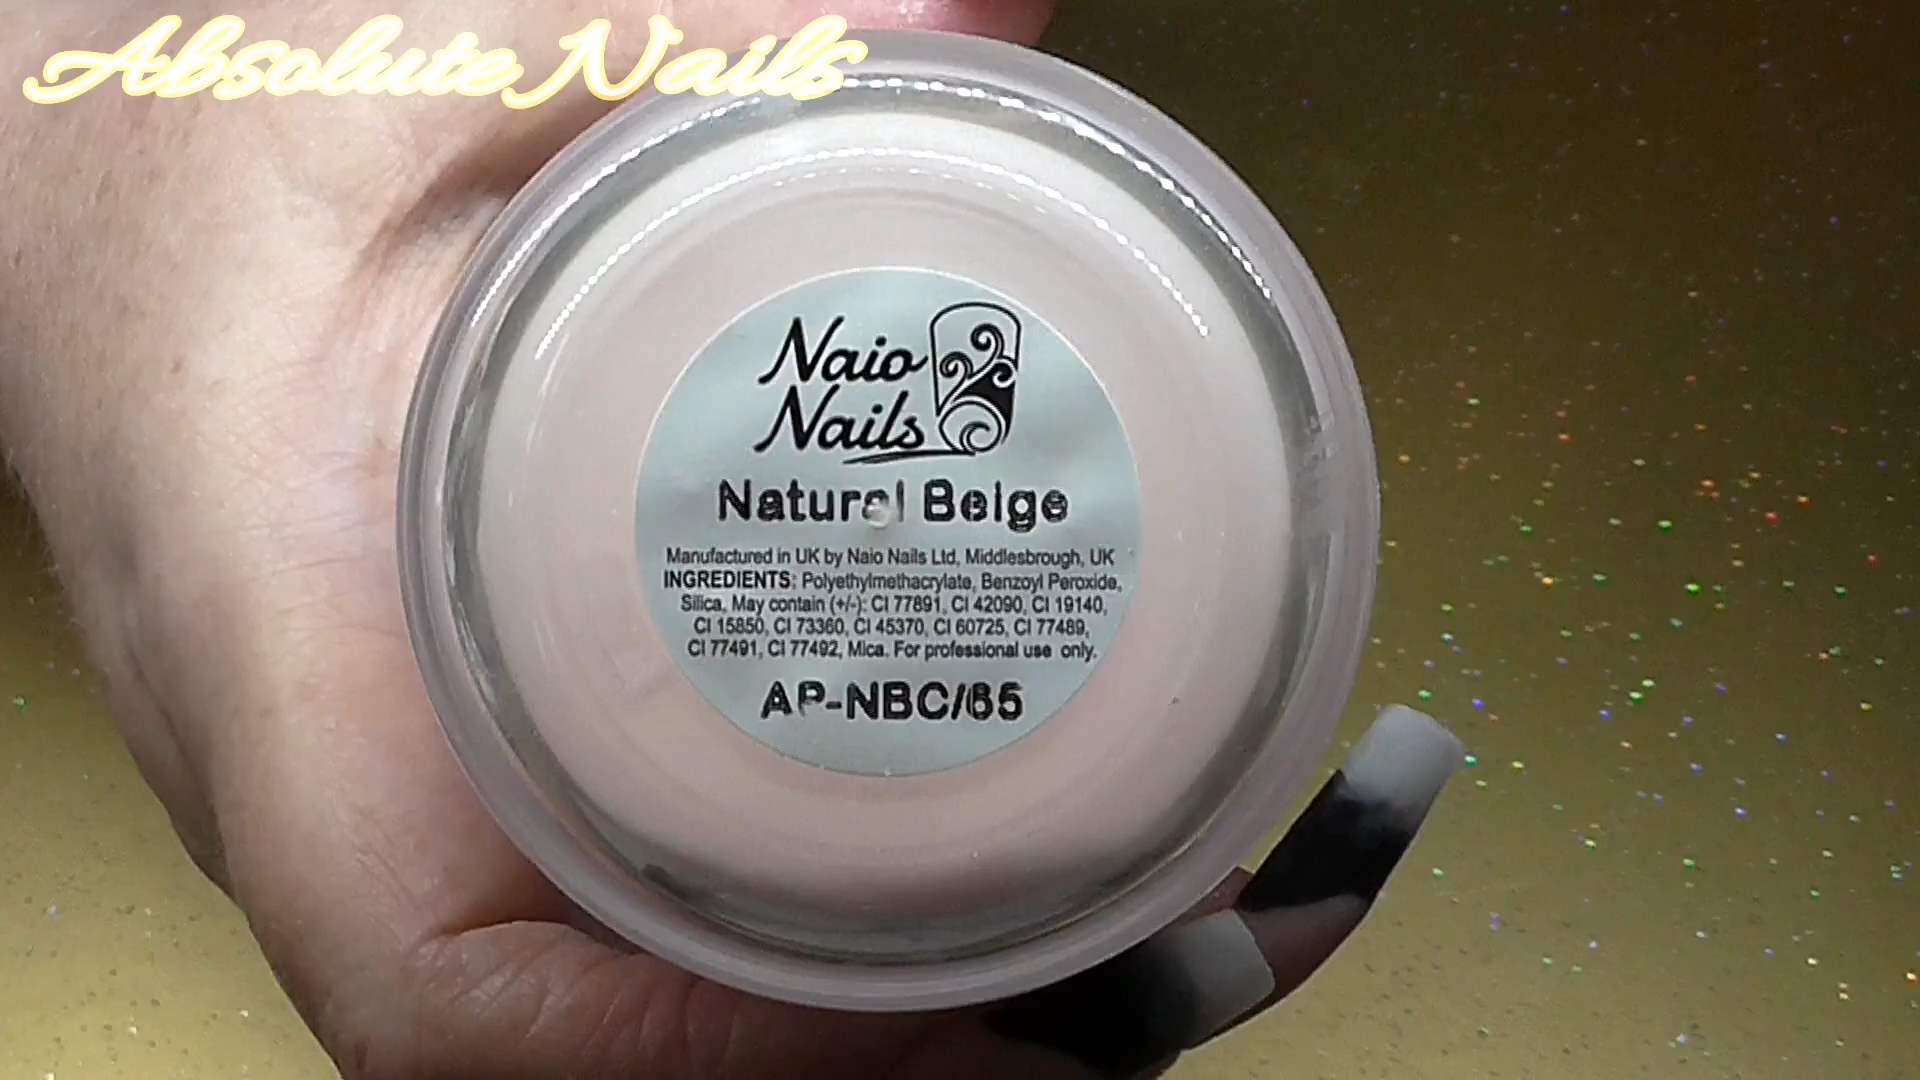 Absolute Nails
Naio
Nails
Natural Beige
Manufactured in UK by Naio Nails Ltd, Middlesbrough, UK
INGREDIENTS: Polyethylmethacrylate, Benzoyl Peroxide,
Silica, May contain (+/-): CI 77891, CI 42090, CI 19140,
CI 15850, CI 73360, CI 45370, CI 60725, CI 77489,
CI 77491, CI 77492, Mica. For professional use only.
AP-NBC/65